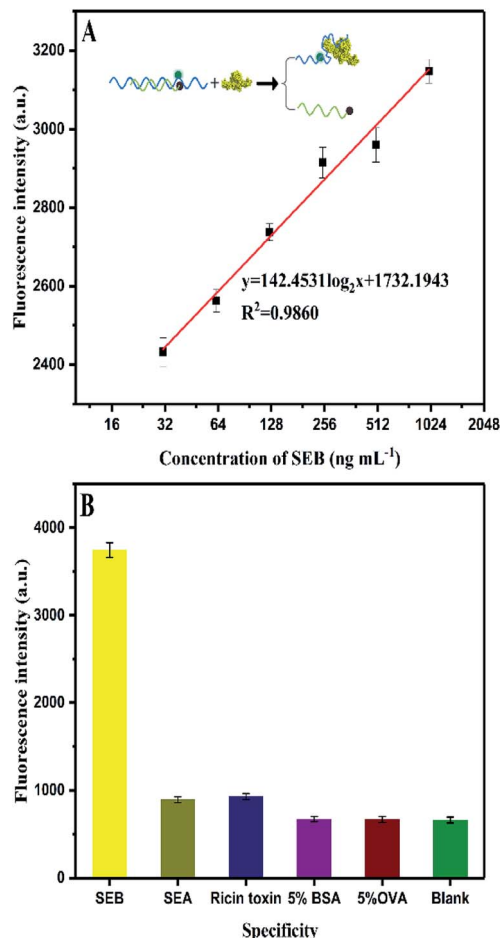 A
3200
3000
2800
2600
2400
Fluorescence intensity (a.u.)
+
y=142.4531log₂x+1732.1943
R²=0.9860
16 32 64 128 256 512 1024 2048
Concentration of SEB (ng mL⁻¹)
B
4000
3000
2000
1000
0
Fluorescence intensity (a.u.)
SEB SEA Ricin toxin 5% BSA 5%OVA Blank
Specificity